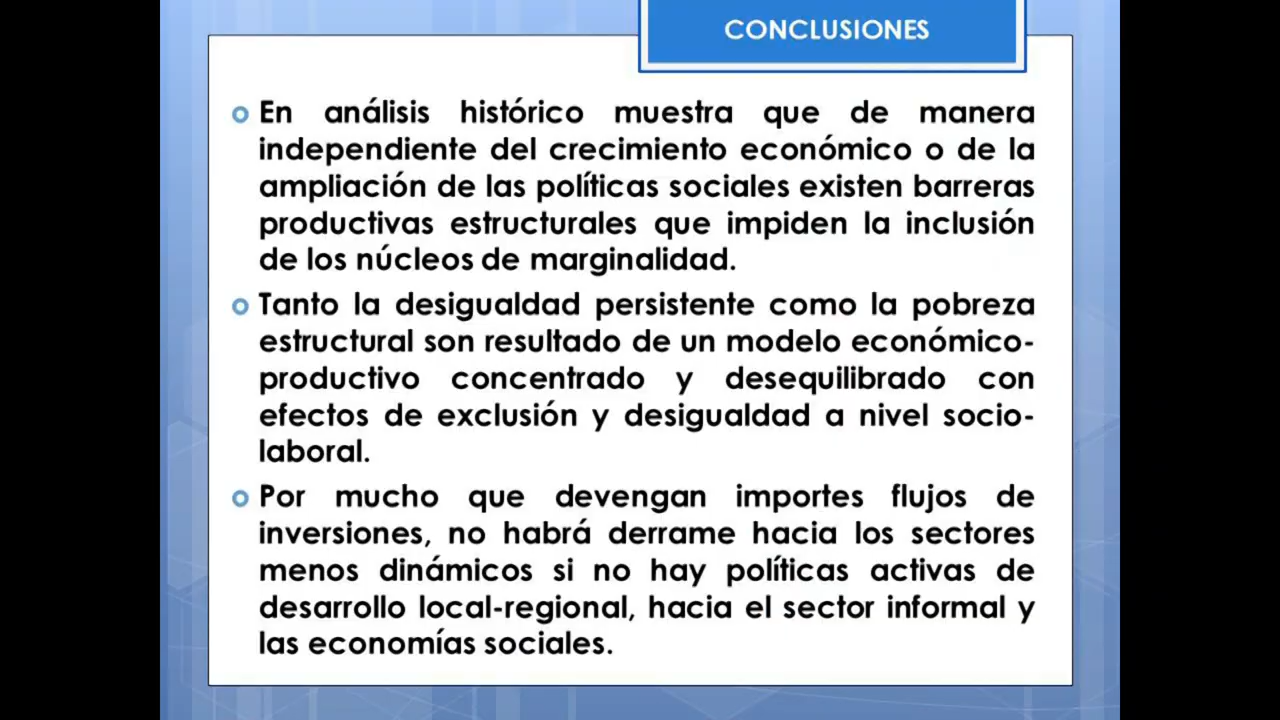 CONCLUSIONES
En análisis histórico muestra que de manera
independiente del crecimiento económico o de la
ampliación de las políticas sociales existen barreras
productivas estructurales que impiden la inclusión
de los núcleos de marginalidad.
Tanto la desigualdad persistente como la pobreza
estructural son resultado de un modelo económico-
productivo concentrado y desequilibrado con
efectos de exclusión y desigualdad a nivel socio-
laboral.
Por mucho que devengan importes flujos de
inversiones, no habrá derrame hacia los sectores
menos dinámicos si no hay políticas activas de
desarrollo local-regional, hacia el sector informal y
las economías sociales.